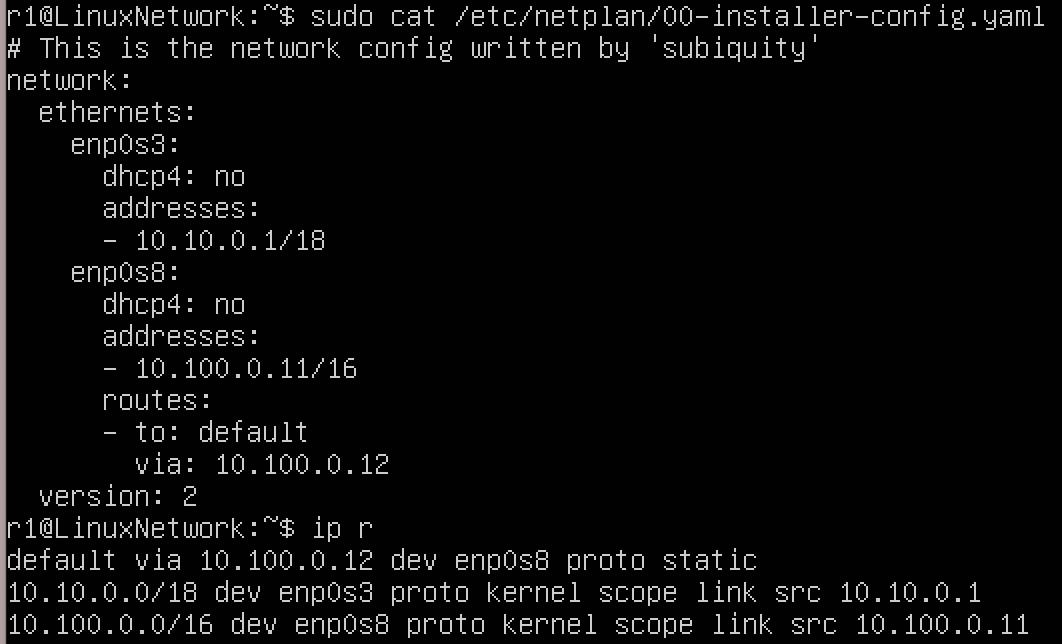 r1@LinuxNetwork:~$ sudo cat /etc/netplan/00-installer-config.yaml
# This is the network config written by 'subiquity'
network:
  ethernets:
    enp0s3:
      dhcp4: no
      addresses:
      - 10.10.0.1/18
    enp0s8:
      dhcp4: no
      addresses:
      - 10.100.0.11/16
      routes:
      - to: default
        via: 10.100.0.12
  version: 2
r1@LinuxNetwork:~$ ip r
default via 10.100.0.12 dev enp0s8 proto static
10.10.0.0/18 dev enp0s3 proto kernel scope link src 10.10.0.1
10.100.0.0/16 dev enp0s8 proto kernel scope link src 10.100.0.11